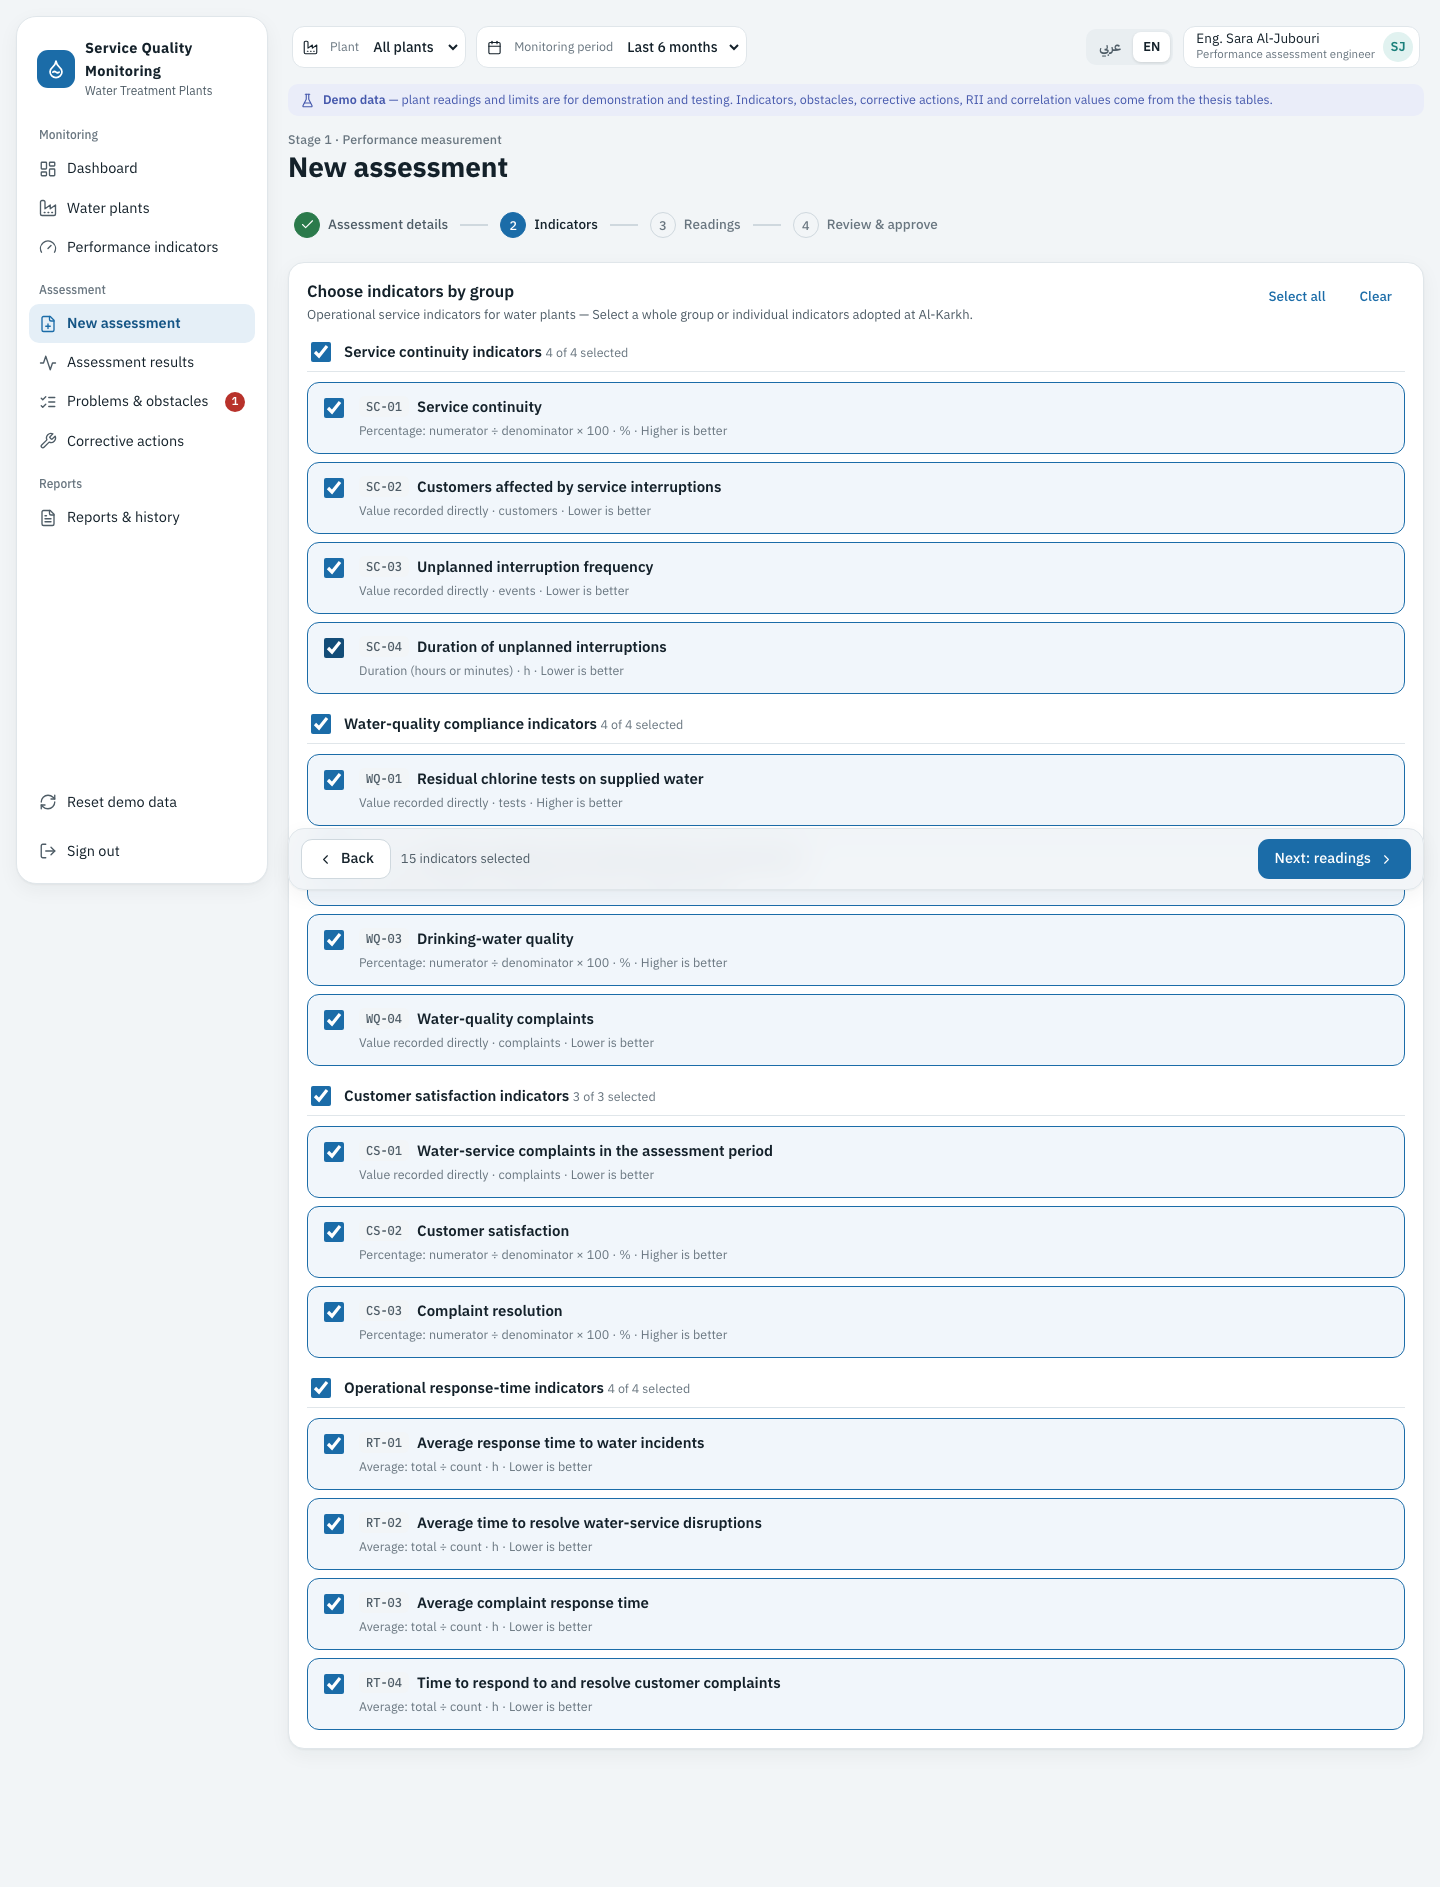 Service Quality
Monitoring
Water Treatment Plants
Monitoring
Dashboard
Water plants
Performance indicators
Assessment
New assessment
Assessment results
Problems & obstacles 1
Corrective actions
Reports
Reports & history
Reset demo data
Sign out
Plant All plants
Monitoring period Last 6 months
عربي EN
Eng. Sara Al-Jubouri
Performance assessment engineer
SJ
Demo data — plant readings and limits are for demonstration and testing. Indicators, obstacles, corrective actions, RII and correlation values come from the thesis tables.
Stage 1 · Performance measurement
New assessment
Assessment details 2 Indicators 3 Readings 4 Review & approve
Choose indicators by group
Select all Clear
Operational service indicators for water plants — Select a whole group or individual indicators adopted at Al-Karkh.
Service continuity indicators 4 of 4 selected
SC-01 Service continuity
Percentage: numerator ÷ denominator × 100 · % · Higher is better
SC-02 Customers affected by service interruptions
Value recorded directly · customers · Lower is better
SC-03 Unplanned interruption frequency
Value recorded directly · events · Lower is better
SC-04 Duration of unplanned interruptions
Duration (hours or minutes) · h · Lower is better
Water-quality compliance indicators 4 of 4 selected
WQ-01 Residual chlorine tests on supplied water
Value recorded directly · tests · Higher is better
Back 15 indicators selected Next: readings
WQ-03 Drinking-water quality
Percentage: numerator ÷ denominator × 100 · % · Higher is better
WQ-04 Water-quality complaints
Value recorded directly · complaints · Lower is better
Customer satisfaction indicators 3 of 3 selected
CS-01 Water-service complaints in the assessment period
Value recorded directly · complaints · Lower is better
CS-02 Customer satisfaction
Percentage: numerator ÷ denominator × 100 · % · Higher is better
CS-03 Complaint resolution
Percentage: numerator ÷ denominator × 100 · % · Higher is better
Operational response-time indicators 4 of 4 selected
RT-01 Average response time to water incidents
Average: total ÷ count · h · Lower is better
RT-02 Average time to resolve water-service disruptions
Average: total ÷ count · h · Lower is better
RT-03 Average complaint response time
Average: total ÷ count · h · Lower is better
RT-04 Time to respond to and resolve customer complaints
Average: total ÷ count · h · Lower is better